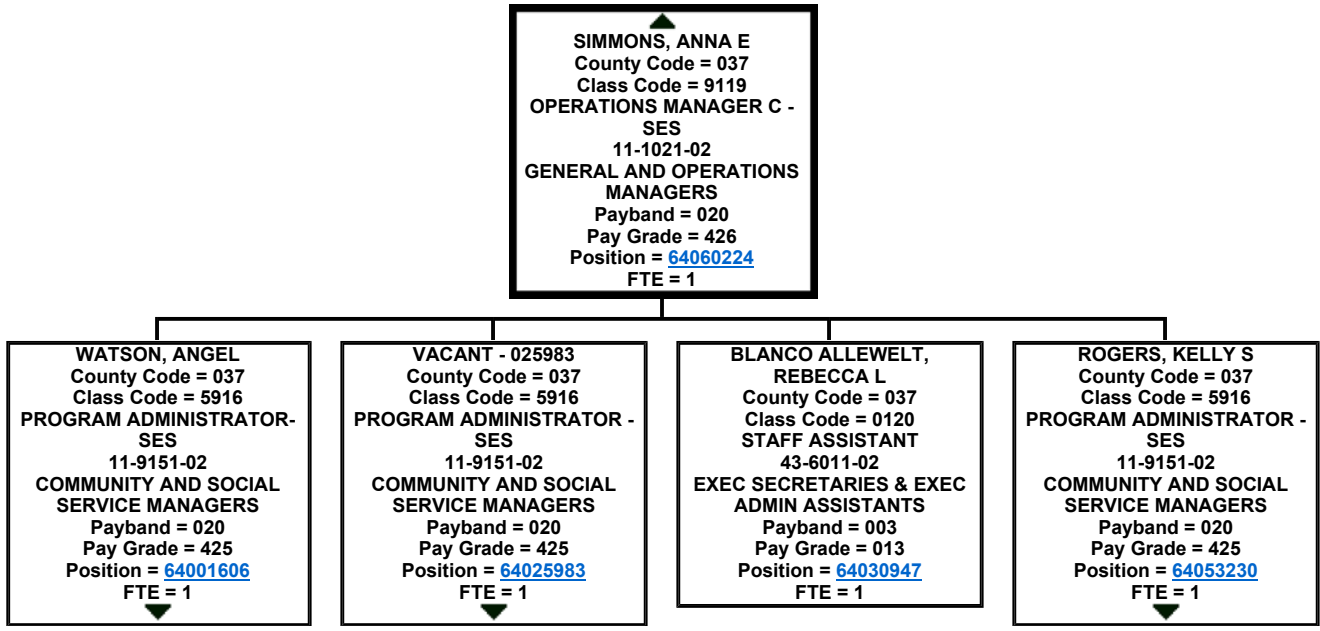 SIMMONS, ANNA E
County Code = 037
Class Code = 9119
OPERATIONS MANAGER C -
SES
11-1021-02
GENERAL AND OPERATIONS
MANAGERS
Payband = 020
Pay Grade = 426
Position = 64060224
FTE = 1
WATSON, ANGEL
County Code = 037
Class Code = 5916
PROGRAM ADMINISTRATOR-
SES
11-9151-02
COMMUNITY AND SOCIAL
SERVICE MANAGERS
Payband = 020
Pay Grade = 425
Position = 64001606
FTE = 1
VACANT - 025983
County Code = 037
Class Code = 5916
PROGRAM ADMINISTRATOR -
SES
11-9151-02
COMMUNITY AND SOCIAL
SERVICE MANAGERS
Payband = 020
Pay Grade = 425
Position = 64025983
FTE = 1
BLANCO ALLEWELT,
REBECCA L
County Code = 037
Class Code = 0120
STAFF ASSISTANT
43-6011-02
EXEC SECRETARIES & EXEC
ADMIN ASSISTANTS
Payband = 003
Pay Grade = 013
Position = 64030947
FTE = 1
ROGERS, KELLY S
County Code = 037
Class Code = 5916
PROGRAM ADMINISTRATOR -
SES
11-9151-02
COMMUNITY AND SOCIAL
SERVICE MANAGERS
Payband = 020
Pay Grade = 425
Position = 64053230
FTE = 1